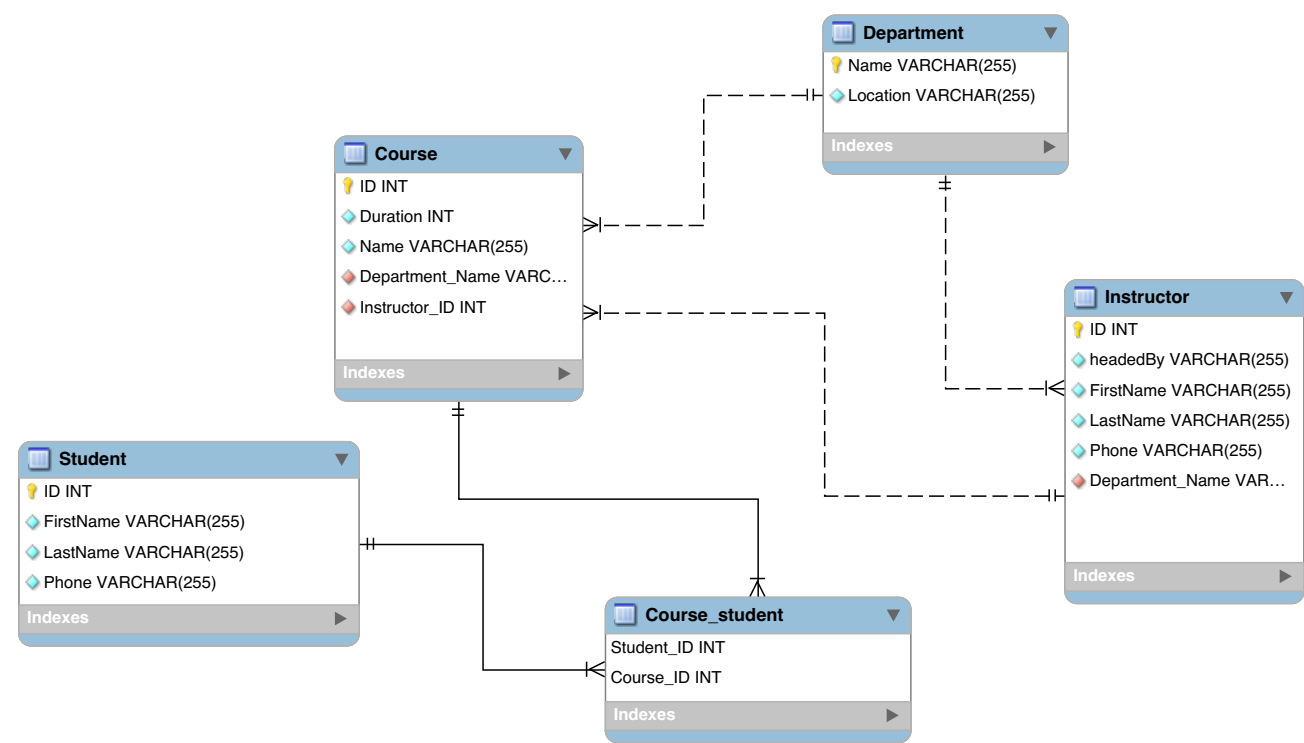 Department
Name VARCHAR(255)
Location VARCHAR(255)
Indexes
Course
ID INT
Duration INT
Name VARCHAR(255)
Department_Name VARC...
Instructor_ID INT
Indexes
Instructor
ID INT
headedBy VARCHAR(255)
FirstName VARCHAR(255)
LastName VARCHAR(255)
Phone VARCHAR(255)
Department_Name VAR...
Indexes
Student
ID INT
FirstName VARCHAR(255)
LastName VARCHAR(255)
Phone VARCHAR(255)
Indexes
Course_student
Student_ID INT
Course_ID INT
Indexes